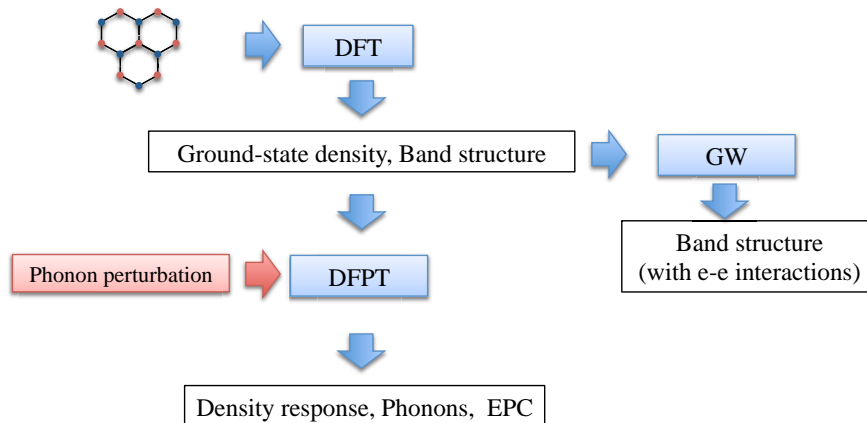 DFT
Ground-state density, Band structure
GW
Band structure
(with e-e interactions)
Phonon perturbation
DFPT
Density response, Phonons, EPC